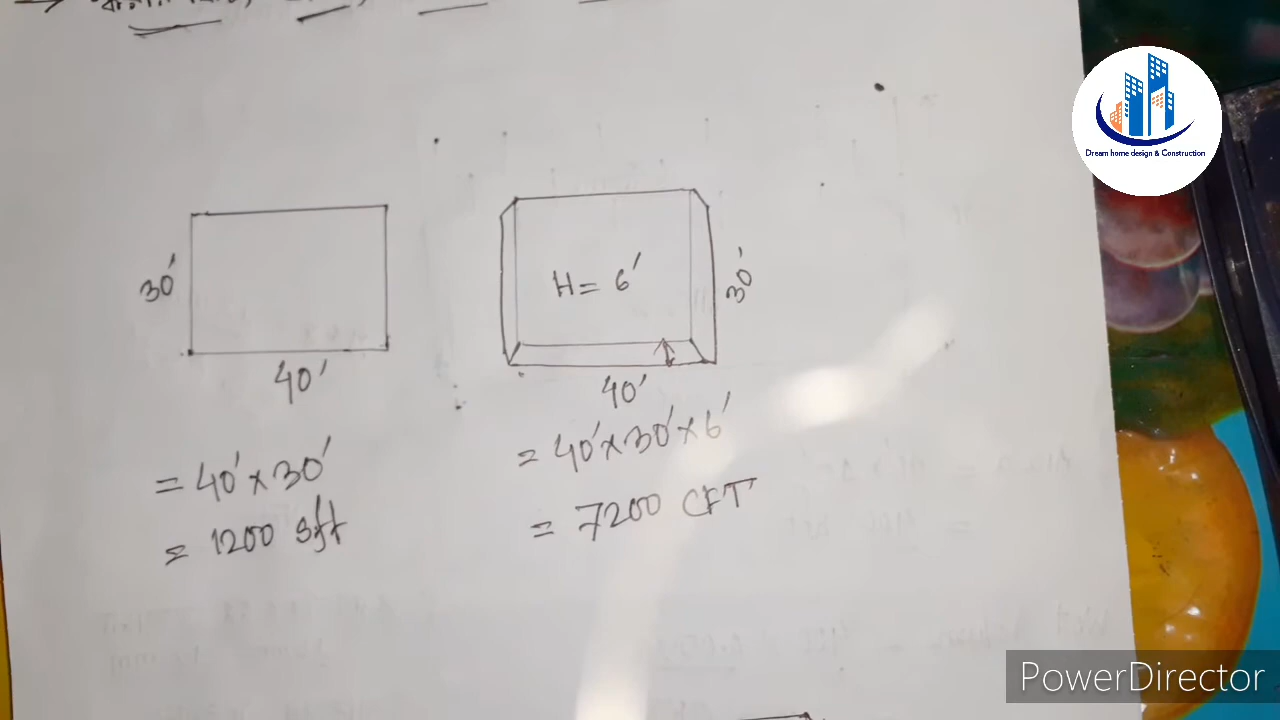 Dream home design & Construction
30'
40'
H = 6'
30'
40'
= 40' x 30'
= 1200 sft
= 40' x 30' x 6'
= 7200 CFT
PowerDirector